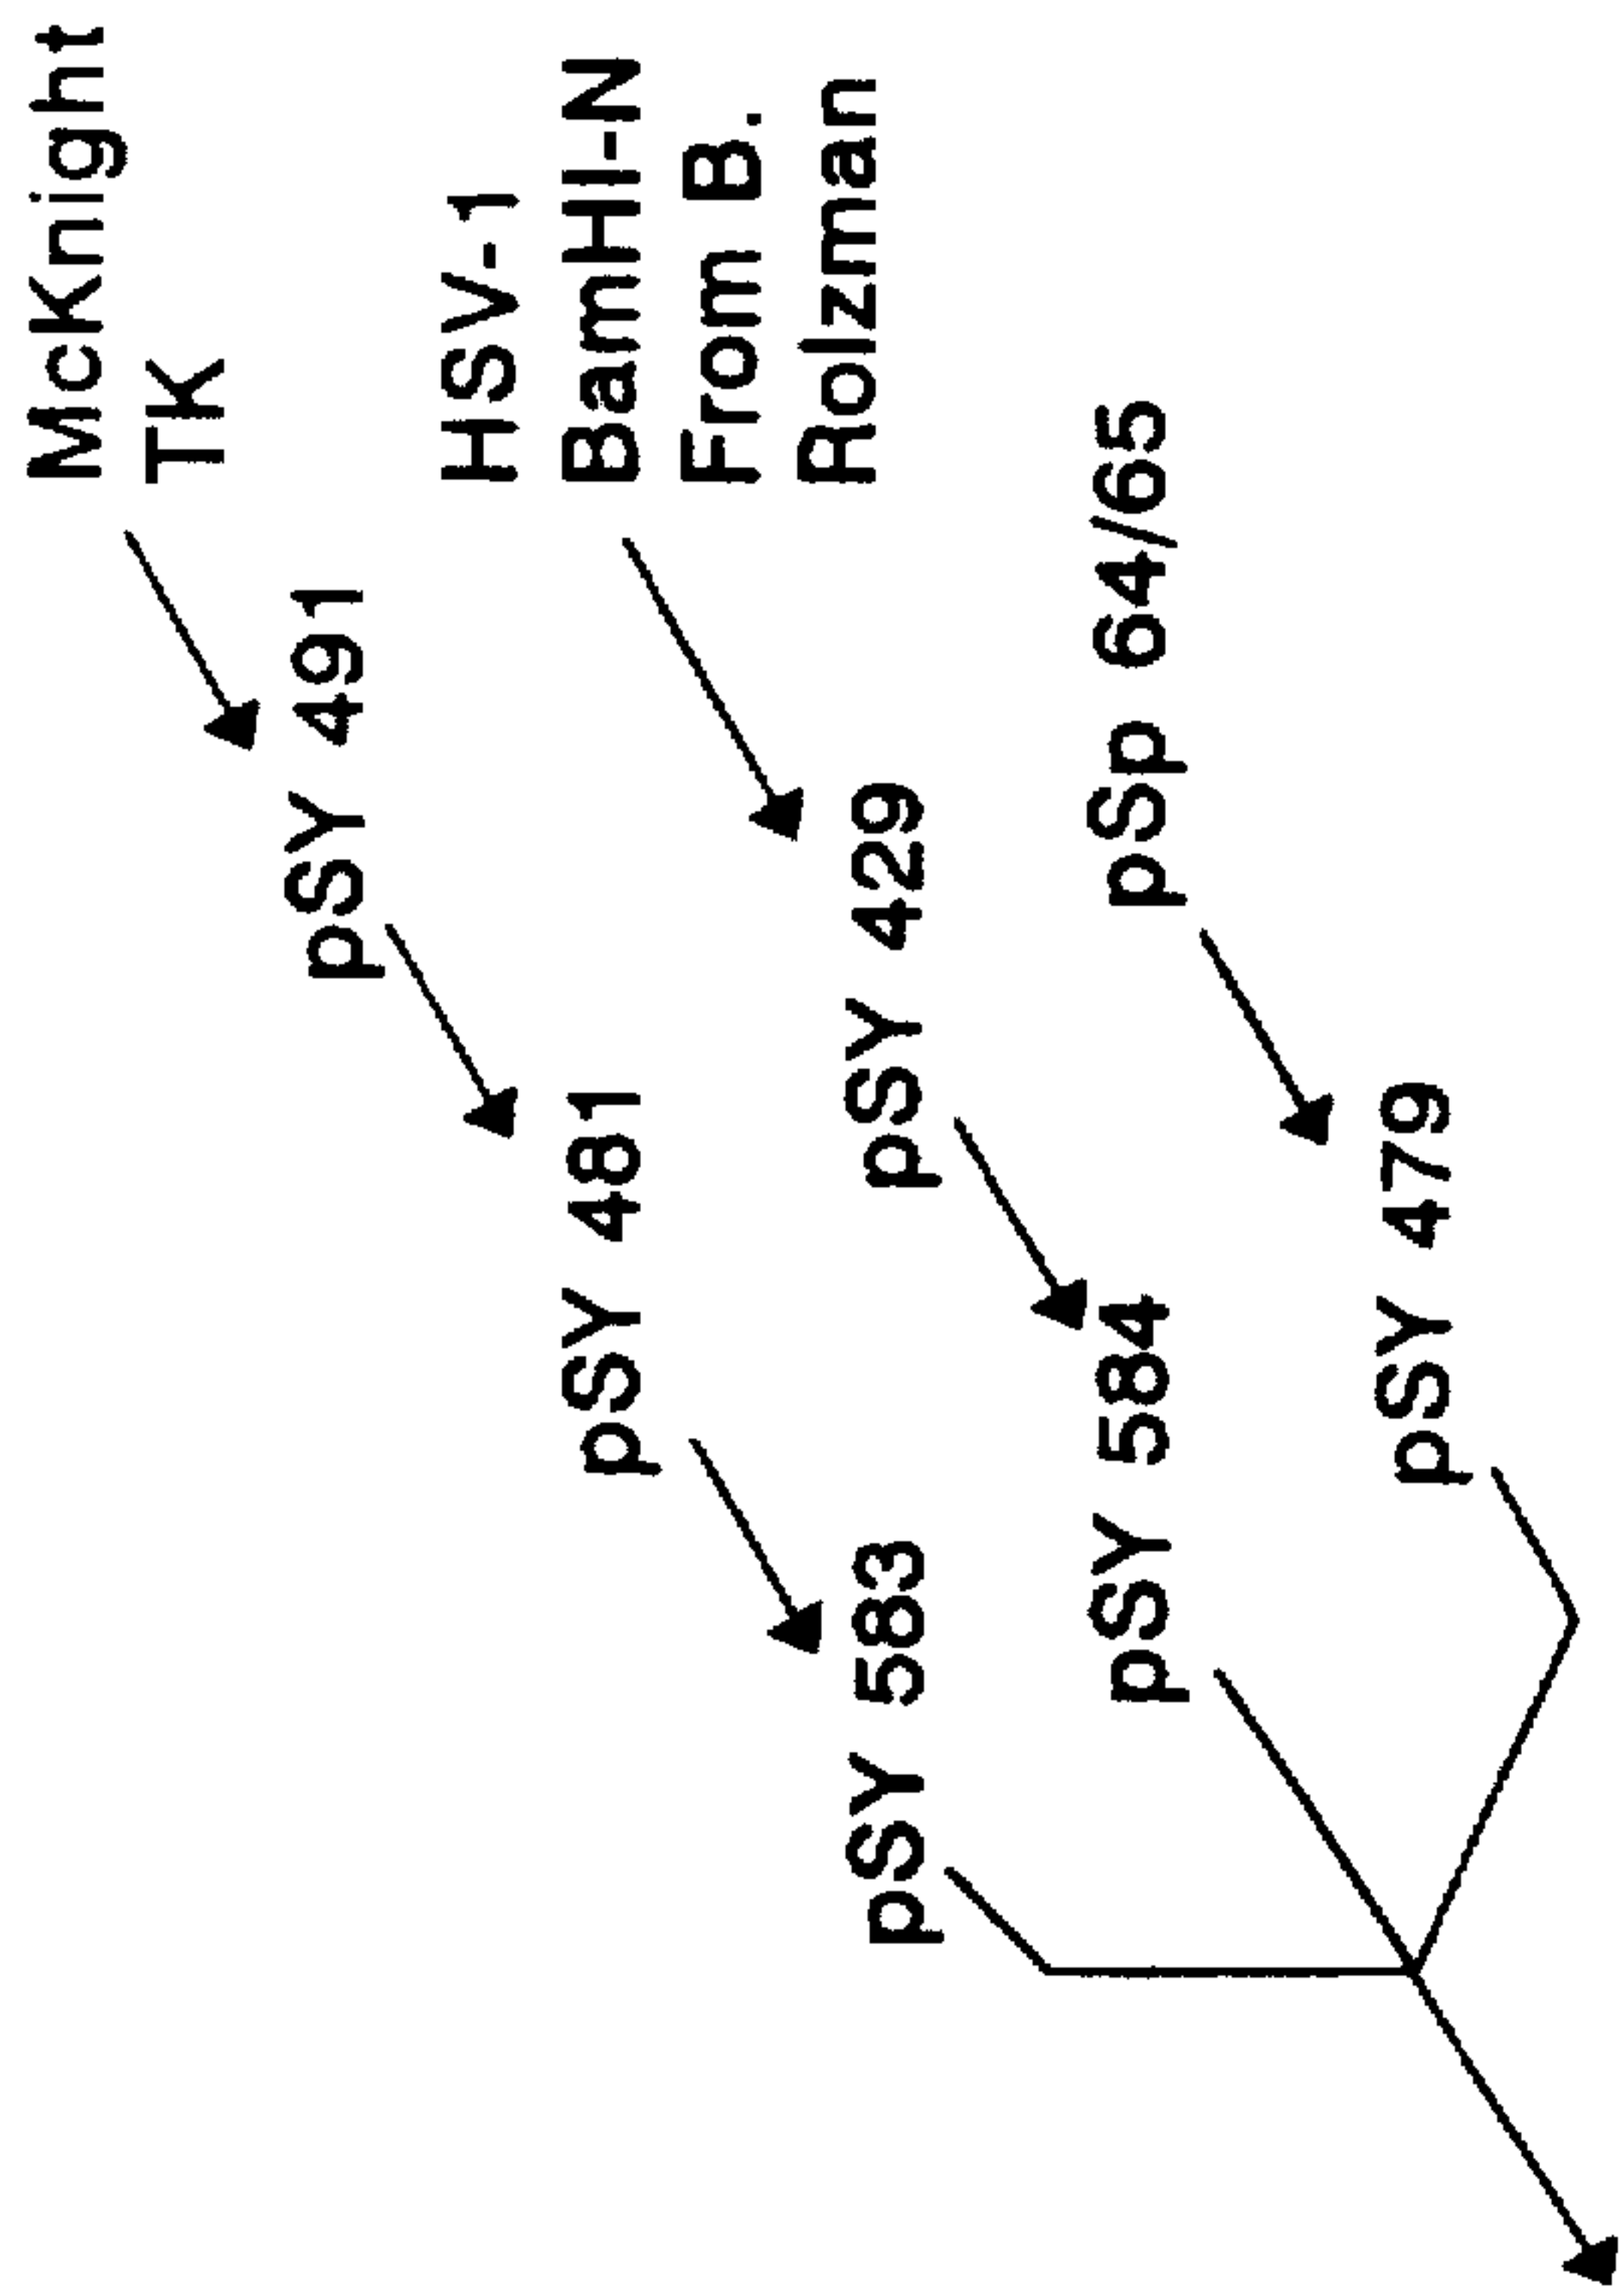 McKnight
TK
pSY 491
HSV-1
BamHI-N
From B.
Rolzman
pSY 481
pSY 429
pSY 583
pSp 64/65
pSY 584
pSY 479